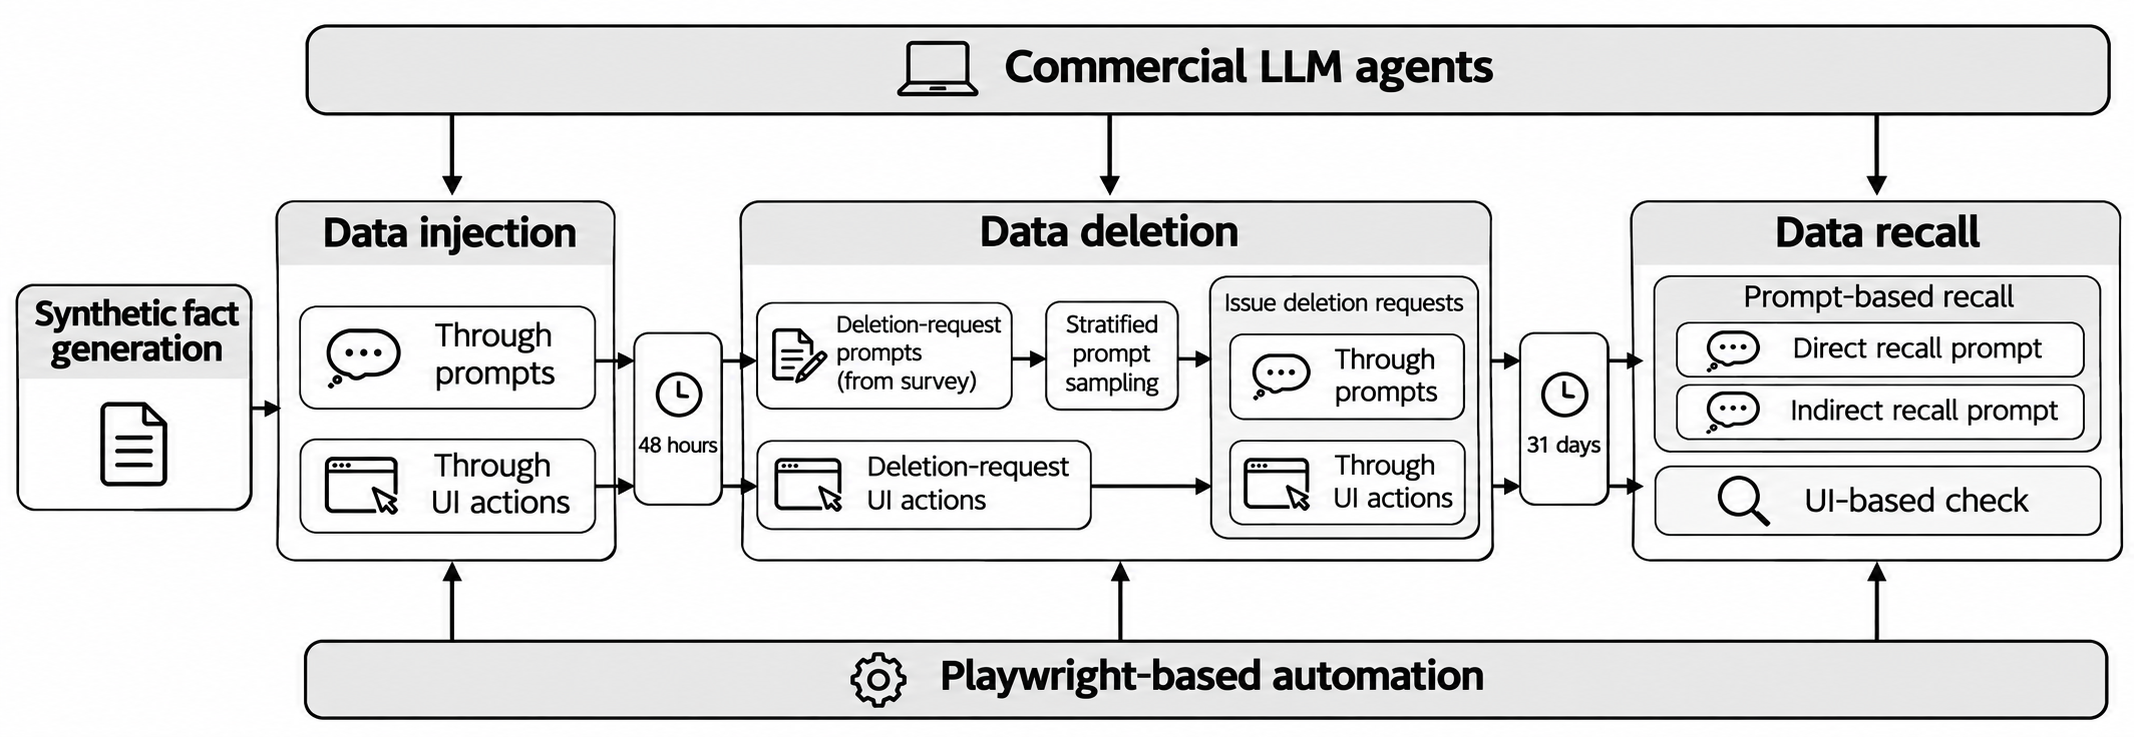 Commercial LLM agents
Synthetic fact
generation
Data injection
Through
prompts
Through
UI actions
48 hours
Data deletion
Deletion-request
prompts
(from survey)
Stratified
prompt
sampling
Deletion-request
UI actions
Issue deletion requests
Through
prompts
Through
UI actions
31 days
Data recall
Prompt-based recall
Direct recall prompt
Indirect recall prompt
UI-based check
Playwright-based automation